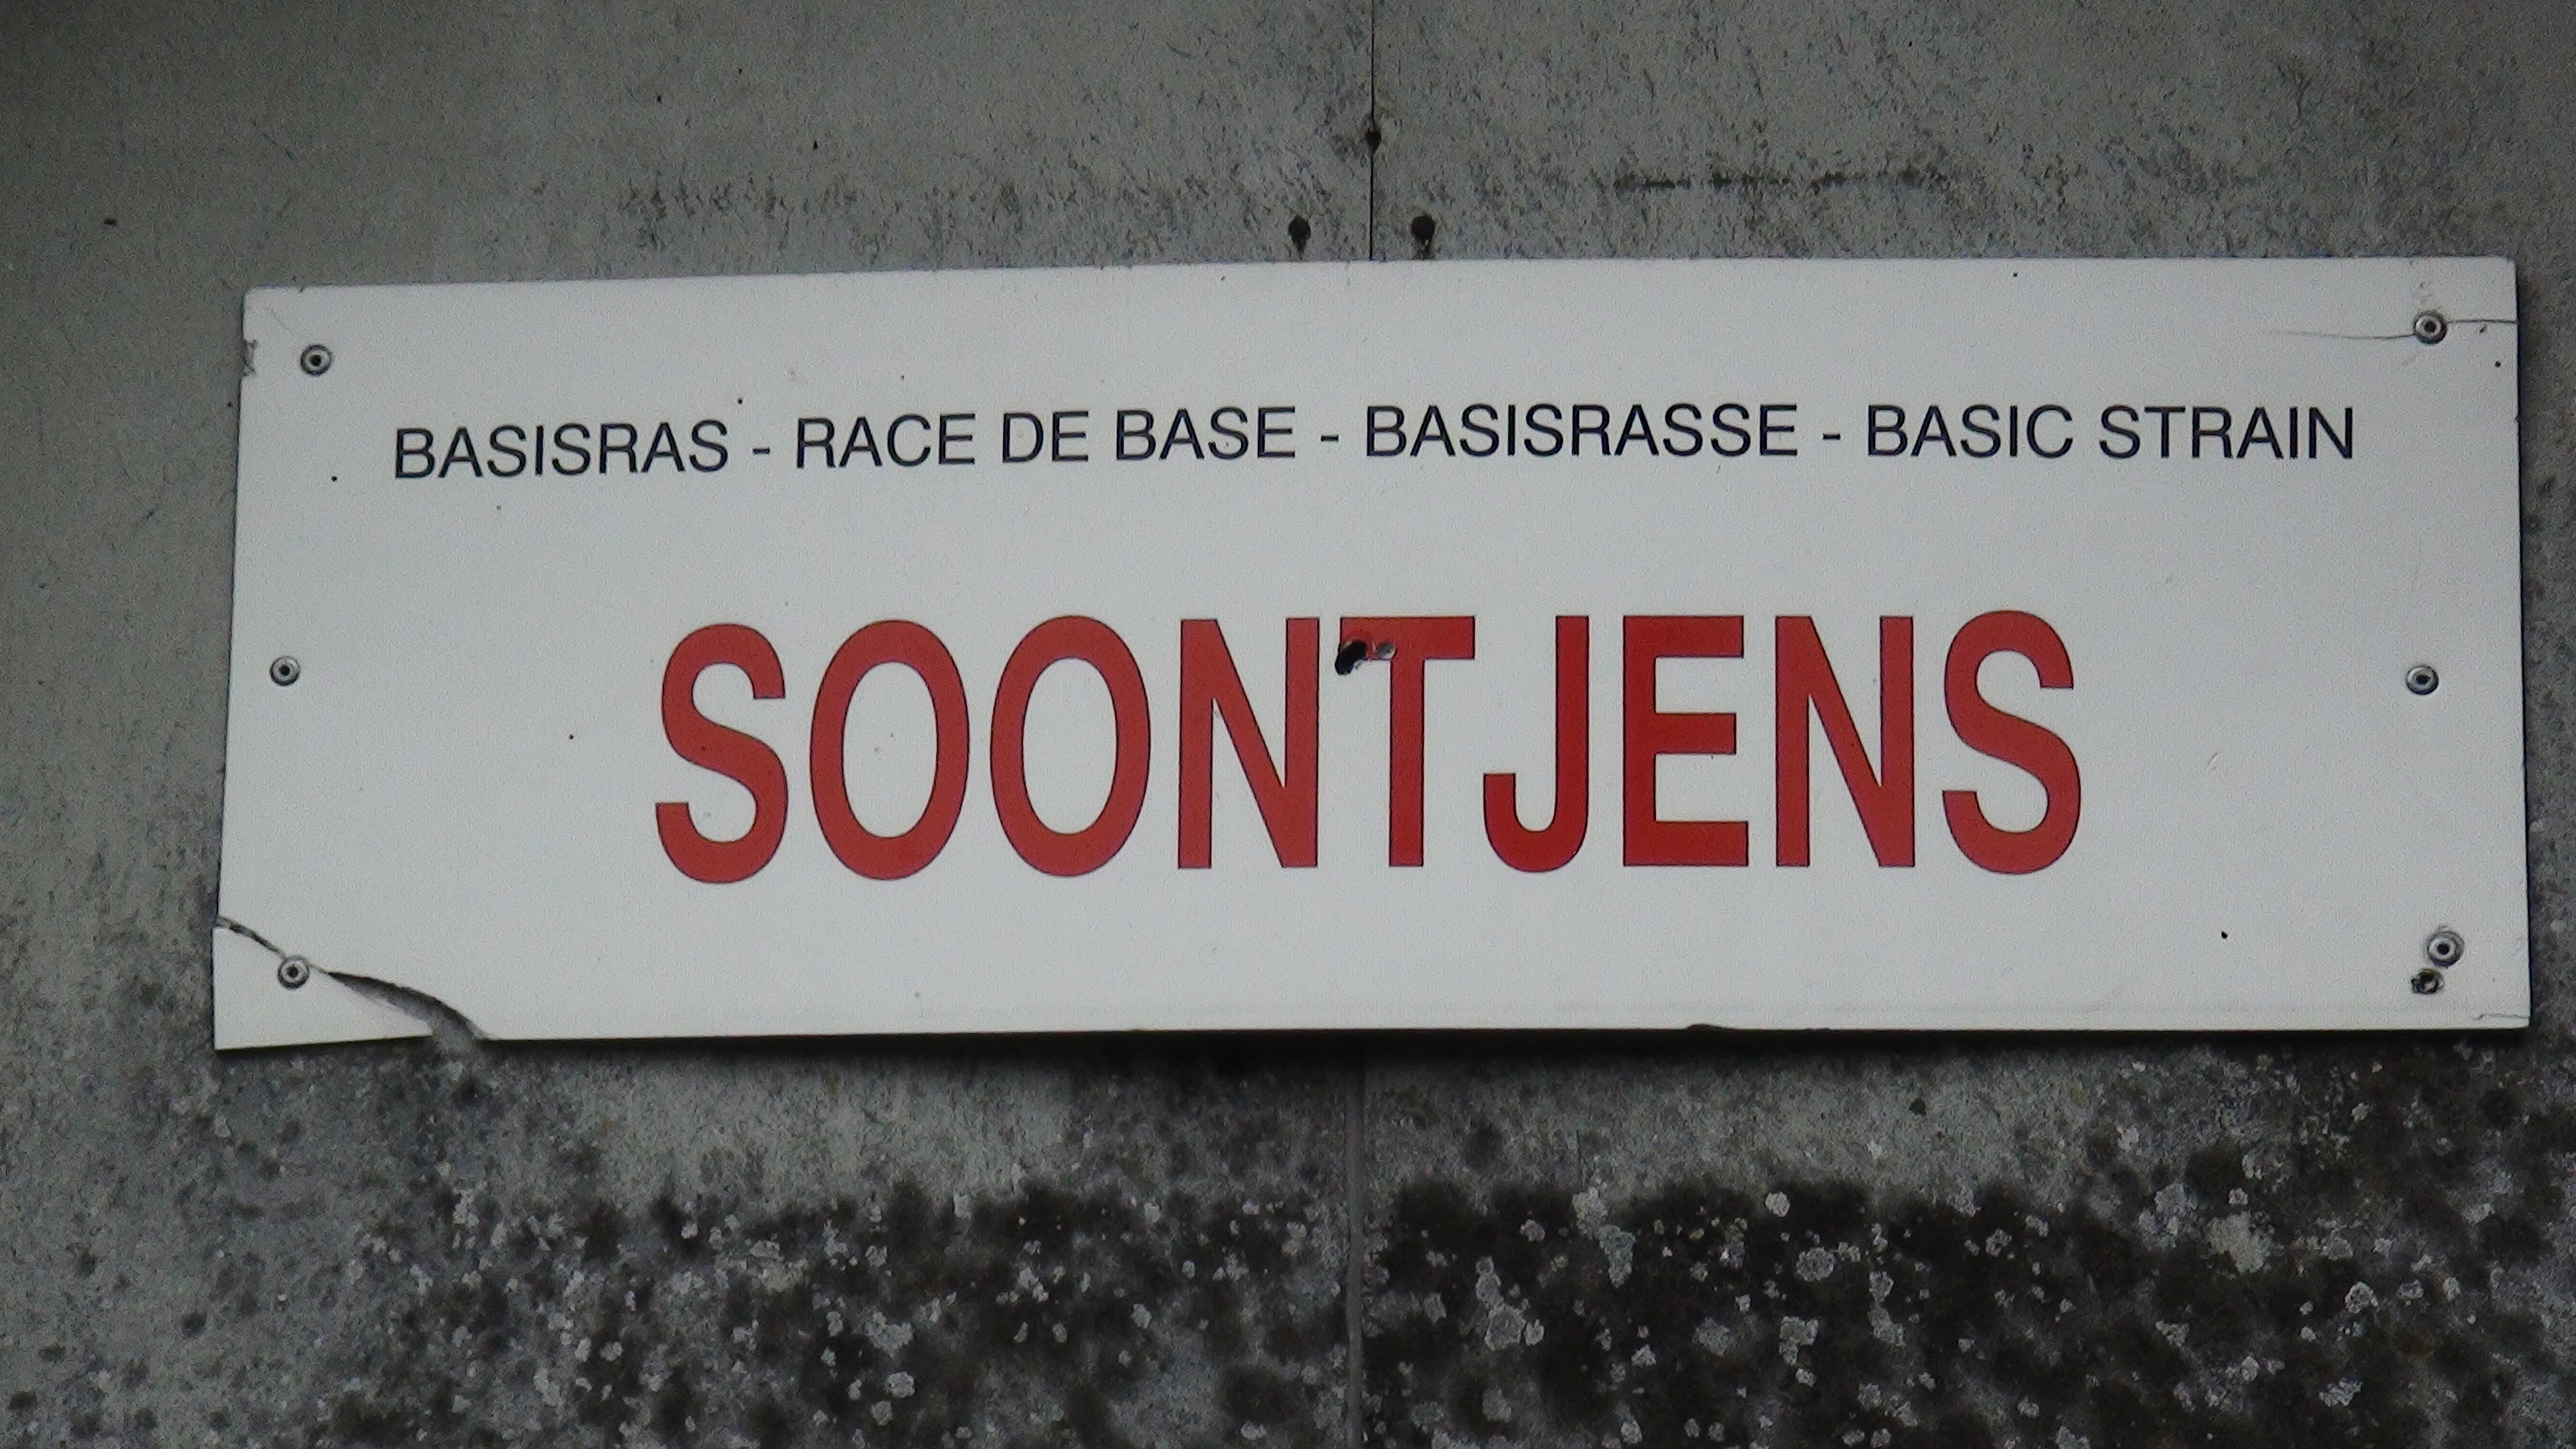 BASISRAS - RACE DE BASE - BASISRASSE - BASIC STRAIN
SOONTJENS